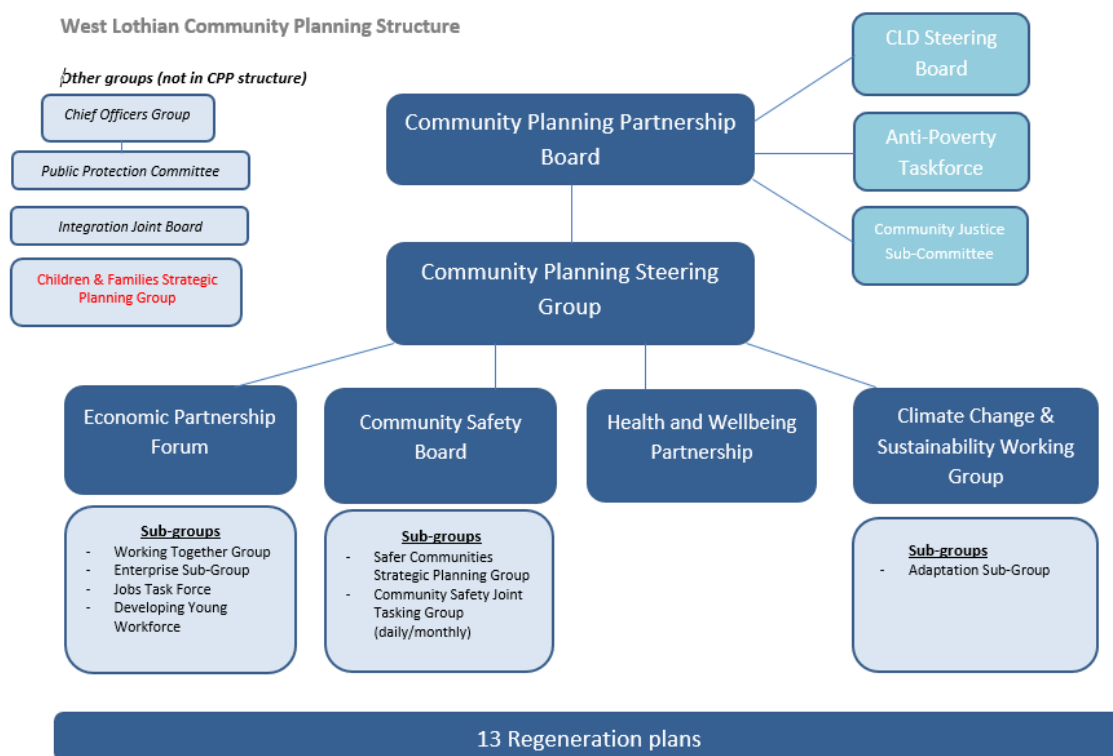 West Lothian Community Planning Structure
Other groups (not in CPP structure)
Chief Officers Group
Public Protection Committee
Integration Joint Board
Children & Families Strategic
Planning Group
Community Planning Partnership
Board
CLD Steering
Board
Anti-Poverty
Taskforce
Community Justice
Sub-Committee
Community Planning Steering
Group
Economic Partnership
Forum
Sub-groups
- Working Together Group
- Enterprise Sub-Group
- Jobs Task Force
- Developing Young
Workforce
Community Safety
Board
Sub-groups
- Safer Communities
Strategic Planning Group
- Community Safety Joint
Tasking Group
(daily/monthly)
Health and Wellbeing
Partnership
Climate Change &
Sustainability Working
Group
Sub-groups
- Adaptation Sub-Group
13 Regeneration plans